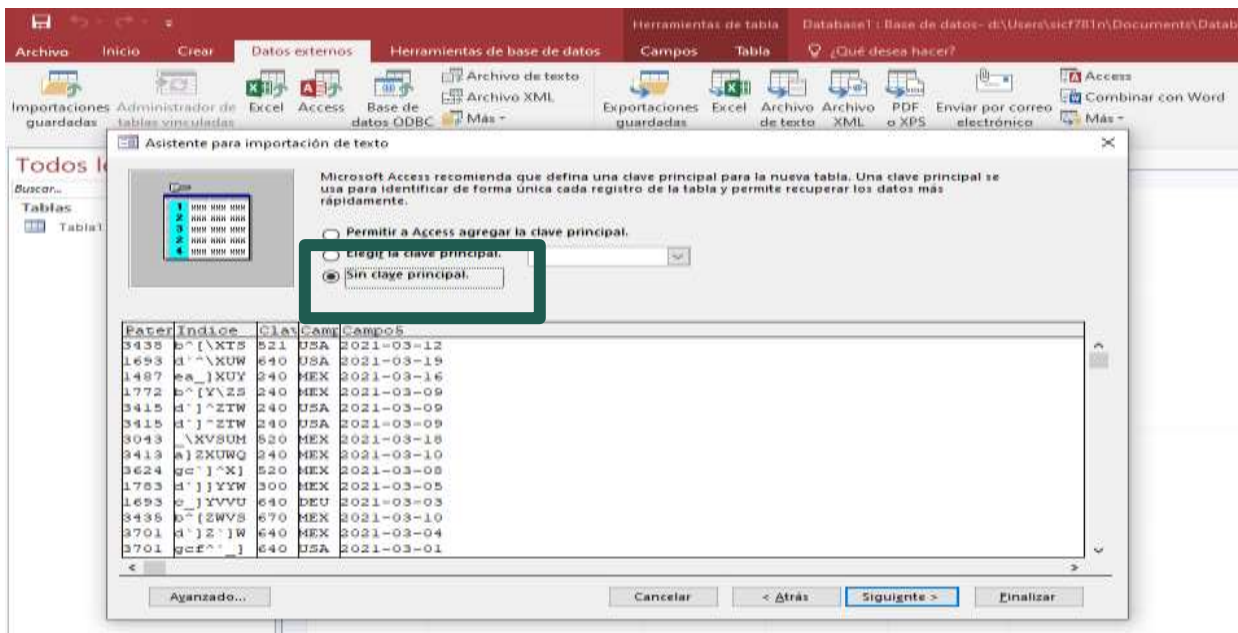 Herramientas de tabla Database1 : Base de datos- d:\Users\sicf781n\Documents\Datab
Archivo Inicio Crear Datos externos Herramientas de base de datos Campos Tabla ¿Qué desea hacer?
Importaciones guardadas
Administrador de tablas vinculadas
Excel
Access
Base de datos ODBC
Archivo de texto
Archivo XML
Más
Exportaciones guardadas
Excel
Archivo de texto
Archivo XML
PDF o XPS
Enviar por correo electrónico
Access
Combinar con Word
Más
Todos l
Buscar...
Tablas
Tabla1
Asistente para importación de texto
Microsoft Access recomienda que defina una clave principal para la nueva tabla. Una clave principal se
usa para identificar de forma única cada registro de la tabla y permite recuperar los datos más
rápidamente.
Permitir a Access agregar la clave principal.
Elegir la clave principal.
Sin clave principal.
Pater Indice Clav Camp Campo5
3438 b^[\XTS 521 USA 2021-03-12
1693 d`^\XUW 640 USA 2021-03-19
1487 ea_]XUY 240 MEX 2021-03-16
1772 b^[Y\ZS 240 MEX 2021-03-09
3415 d`]^ZTW 240 USA 2021-03-09
3415 d`]^ZTW 240 USA 2021-03-09
3043 _\XVSUM 520 MEX 2021-03-18
3413 a]ZXUWQ 240 MEX 2021-03-10
3624 gc`]^X] 520 MEX 2021-03-08
1783 d`]]YYW 300 MEX 2021-03-05
1693 e_]YVVU 640 DEU 2021-03-03
3435 b^[ZWVS 670 MEX 2021-03-10
3701 d`]Z`]W 640 MEX 2021-03-04
3701 gcf^`_] 640 USA 2021-03-01
Avanzado... Cancelar < Atrás Siguiente > Finalizar